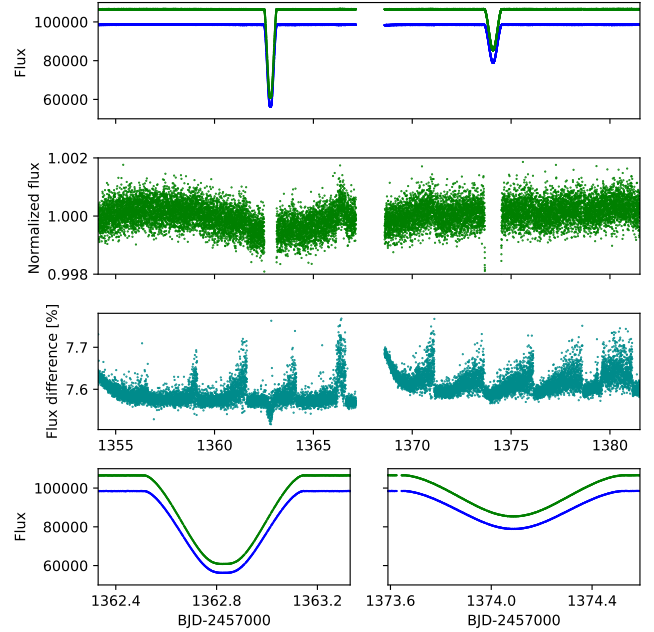 100000
80000
60000
Flux
1.002
1.000
0.998
Normalized flux
7.7
7.6
Flux difference [%]
1355 1360 1365 1370 1375 1380
100000
80000
60000
Flux
1362.4 1362.8 1363.2 1373.6 1374.0 1374.4
BJD-2457000 BJD-2457000